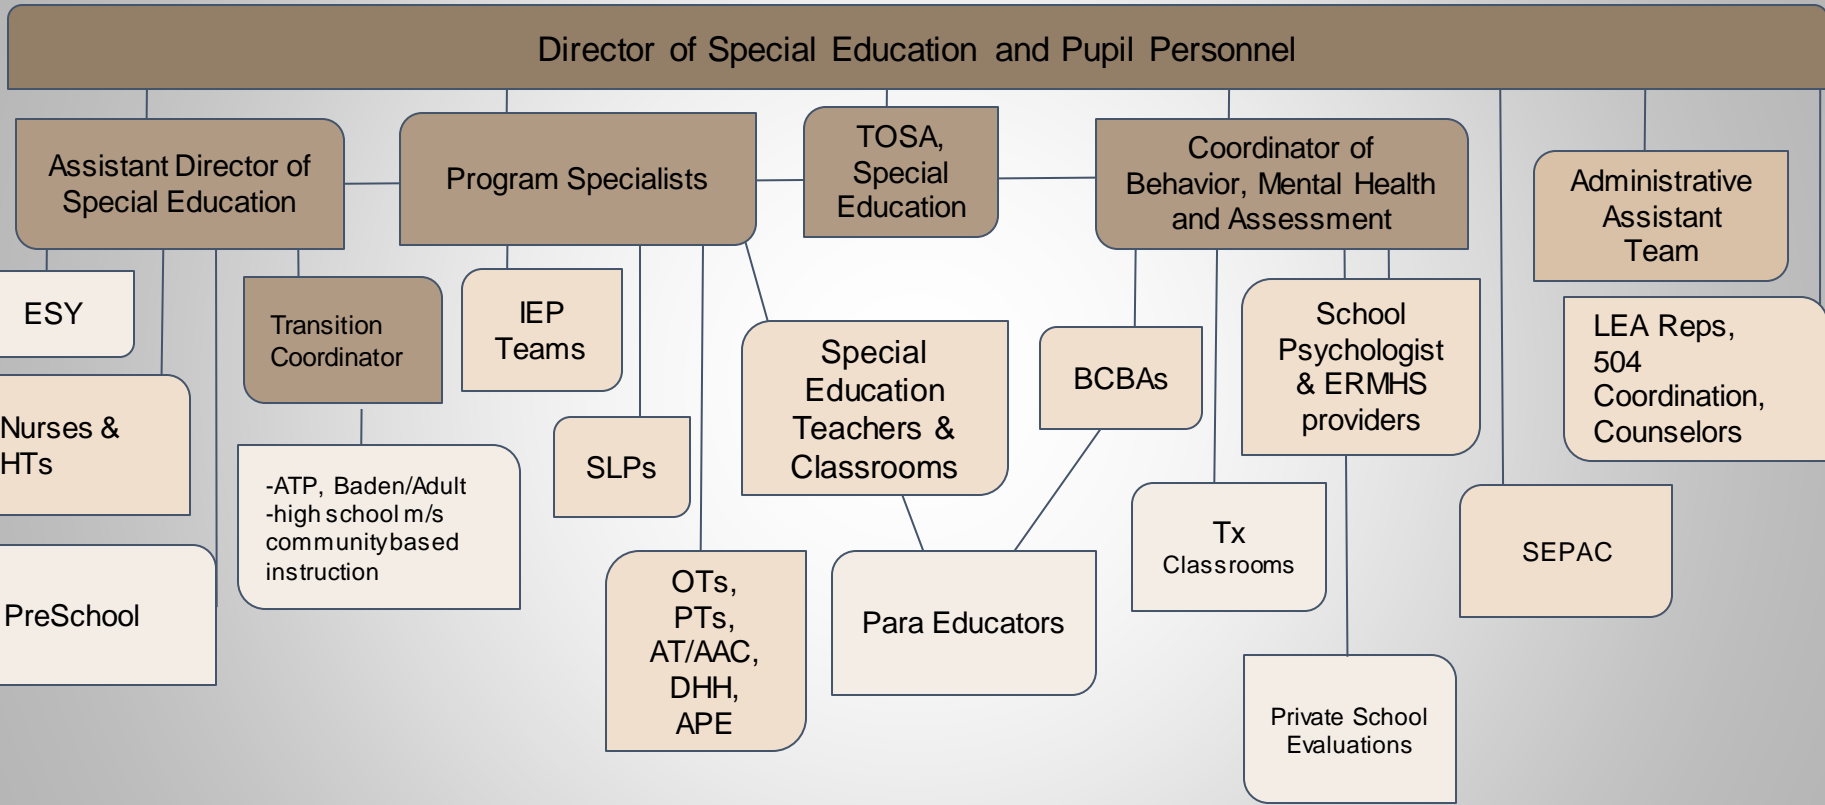 Director of Special Education and Pupil Personnel
Assistant Director of
Special Education
Program Specialists
TOSA,
Special
Education
Coordinator of
Behavior, Mental Health
and Assessment
Administrative
Assistant
Team
ESY
Transition
Coordinator
IEP
Teams
Special
Education
Teachers &
Classrooms
BCBAs
School
Psychologist
& ERMHS
providers
LEA Reps,
504
Coordination,
Counselors
Nurses &
HTs
-ATP, Baden/Adult
-high school m/s
community based
instruction
SLPs
Tx
Classrooms
SEPAC
PreSchool
OTs,
PTs,
AT/AAC,
DHH,
APE
Para Educators
Private School
Evaluations